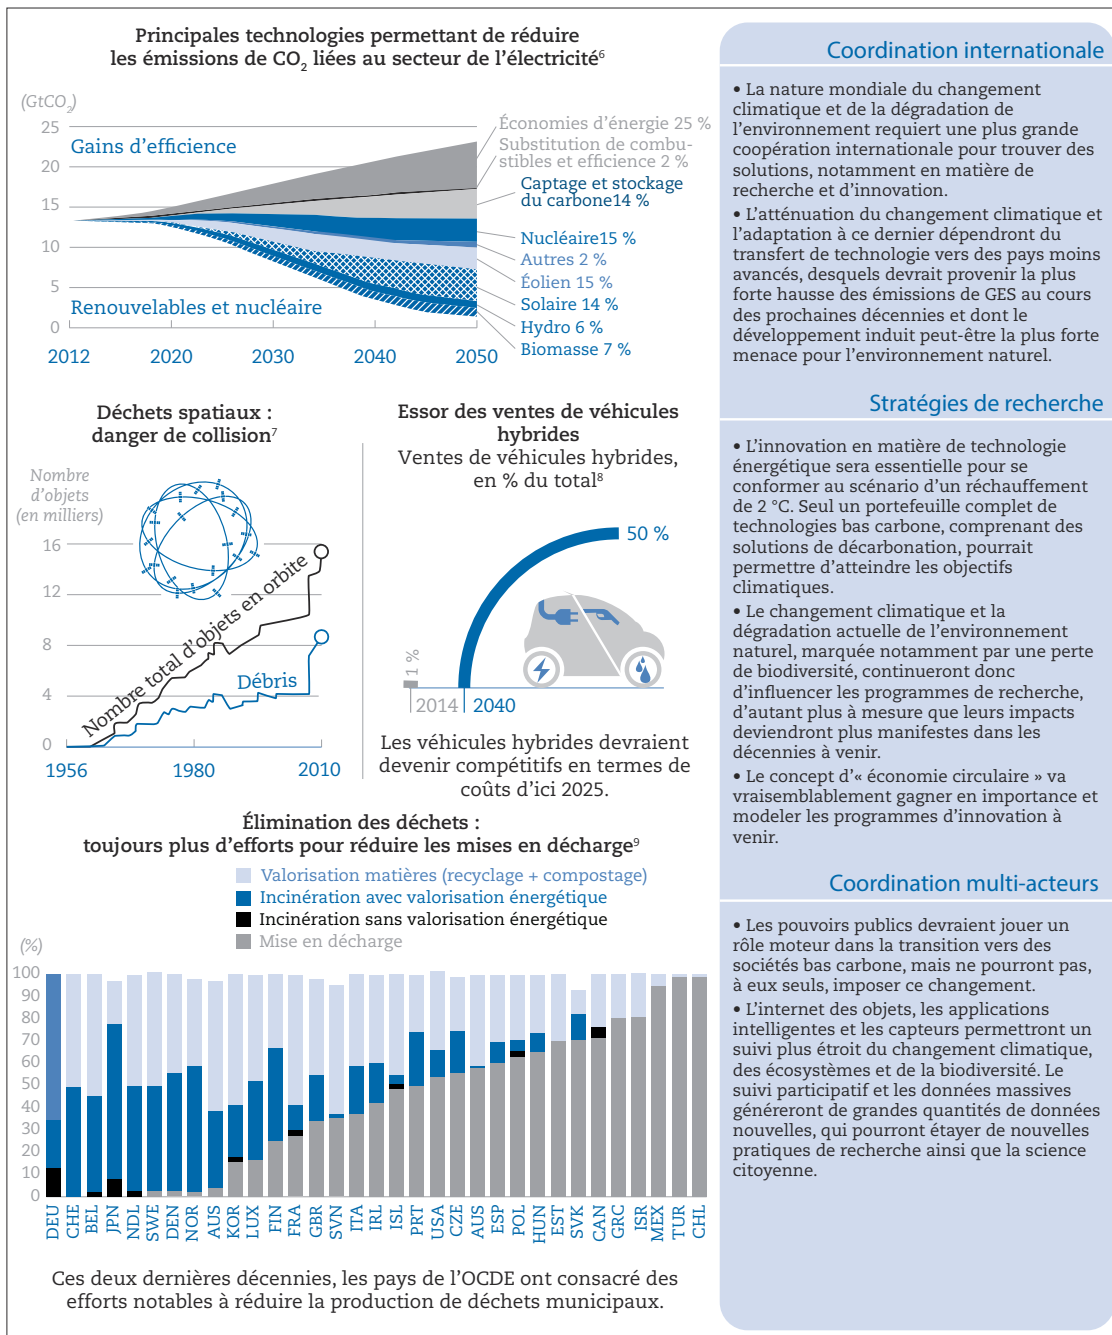 Principales technologies permettant de réduire
les émissions de CO₂ liées au secteur de l'électricité⁶
(GtCO₂)
25
20
15
10
5
0
Gains d'efficience
Renouvelables et nucléaire
2012
2020
2030
2040
2050
Économies d'énergie 25 %
Substitution de combu-
stibles et efficience 2 %
Captage et stockage
du carbone14 %
Nucléaire15 %
Autres 2 %
Éolien 15 %
Solaire 14 %
Hydro 6 %
Biomasse 7 %
Déchets spatiaux :
danger de collision⁷
Nombre
d'objets
(en milliers)
16
12
8
4
0
Nombre total d'objets en orbite
Débris
1956
1980
2010
Essor des ventes de véhicules
hybrides
Ventes de véhicules hybrides,
en % du total⁸
50 %
1 %
2014
2040
Les véhicules hybrides devraient
devenir compétitifs en termes de
coûts d'ici 2025.
Élimination des déchets :
toujours plus d'efforts pour réduire les mises en décharge⁹
Valorisation matières (recyclage + compostage)
Incinération avec valorisation énergétique
Incinération sans valorisation énergétique
Mise en décharge
(%)
100
90
80
70
60
50
40
30
20
10
0
DEU
CHE
BEL
JPN
NDL
SWE
DEN
NOR
AUS
KOR
LUX
FIN
FRA
GBR
SVN
ITA
IRL
ISL
PRT
USA
CZE
AUS
ESP
POL
HUN
EST
SVK
CAN
GRC
ISR
MEX
TUR
CHL
Ces deux dernières décennies, les pays de l'OCDE ont consacré des
efforts notables à réduire la production de déchets municipaux.
Coordination internationale
• La nature mondiale du changement
climatique et de la dégradation de
l'environnement requiert une plus grande
coopération internationale pour trouver des
solutions, notamment en matière de
recherche et d'innovation.
• L'atténuation du changement climatique et
l'adaptation à ce dernier dépendront du
transfert de technologie vers des pays moins
avancés, desquels devrait provenir la plus
forte hausse des émissions de GES au cours
des prochaines décennies et dont le
développement induit peut-être la plus forte
menace pour l'environnement naturel.
Stratégies de recherche
• L'innovation en matière de technologie
énergétique sera essentielle pour se
conformer au scénario d'un réchauffement
de 2 °C. Seul un portefeuille complet de
technologies bas carbone, comprenant des
solutions de décarbonation, pourrait
permettre d'atteindre les objectifs
climatiques.
• Le changement climatique et la
dégradation actuelle de l'environnement
naturel, marquée notamment par une perte
de biodiversité, continueront donc
d'influencer les programmes de recherche,
d'autant plus à mesure que leurs impacts
deviendront plus manifestes dans les
décennies à venir.
• Le concept d'« économie circulaire » va
vraisemblablement gagner en importance et
modeler les programmes d'innovation à
venir.
Coordination multi-acteurs
• Les pouvoirs publics devraient jouer un
rôle moteur dans la transition vers des
sociétés bas carbone, mais ne pourront pas,
à eux seuls, imposer ce changement.
• L'internet des objets, les applications
intelligentes et les capteurs permettront un
suivi plus étroit du changement climatique,
des écosystèmes et de la biodiversité. Le
suivi participatif et les données massives
généreront de grandes quantités de données
nouvelles, qui pourront étayer de nouvelles
pratiques de recherche ainsi que la science
citoyenne.